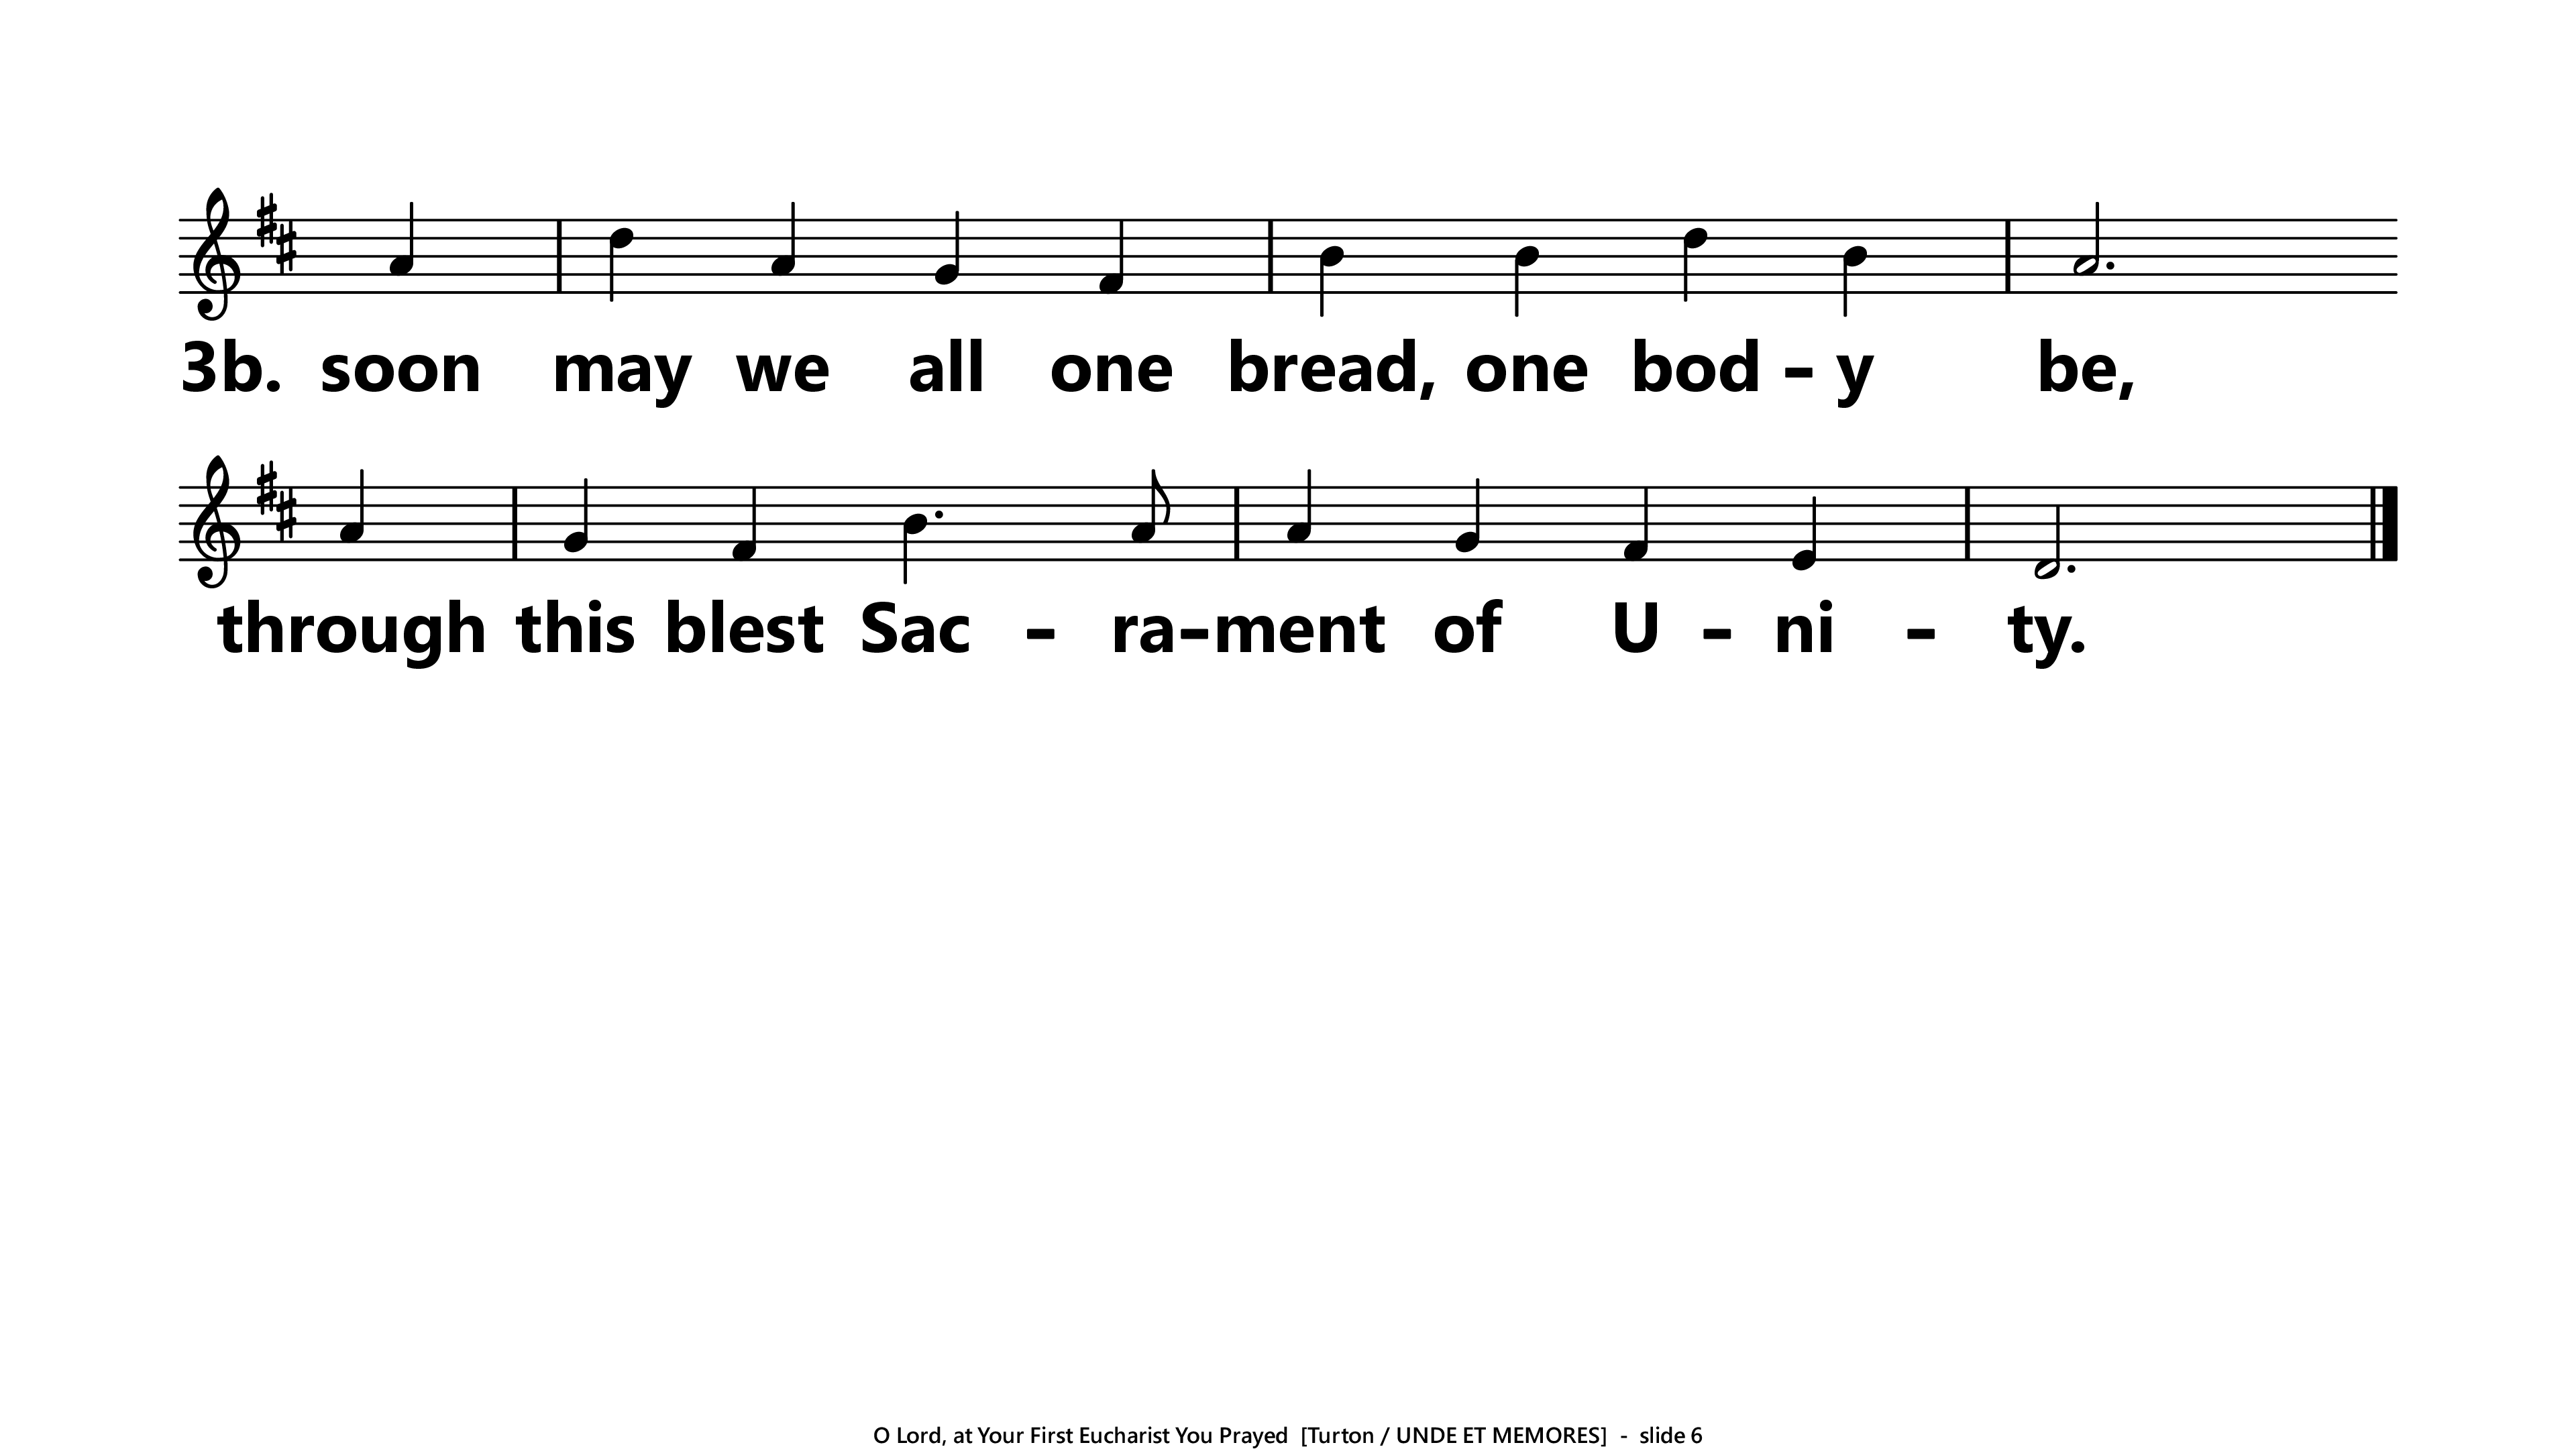 3b. soon may we all one bread, one bod - y be,
through this blest Sac - ra-ment of U - ni - ty.
O Lord, at Your First Eucharist You Prayed [Turton / UNDE ET MEMORES] - slide 6